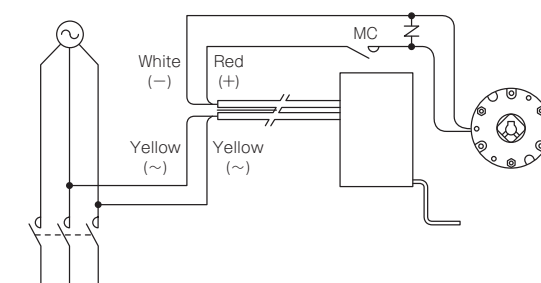 MC
White Red
(−) (+)
Yellow Yellow
(~) (~)